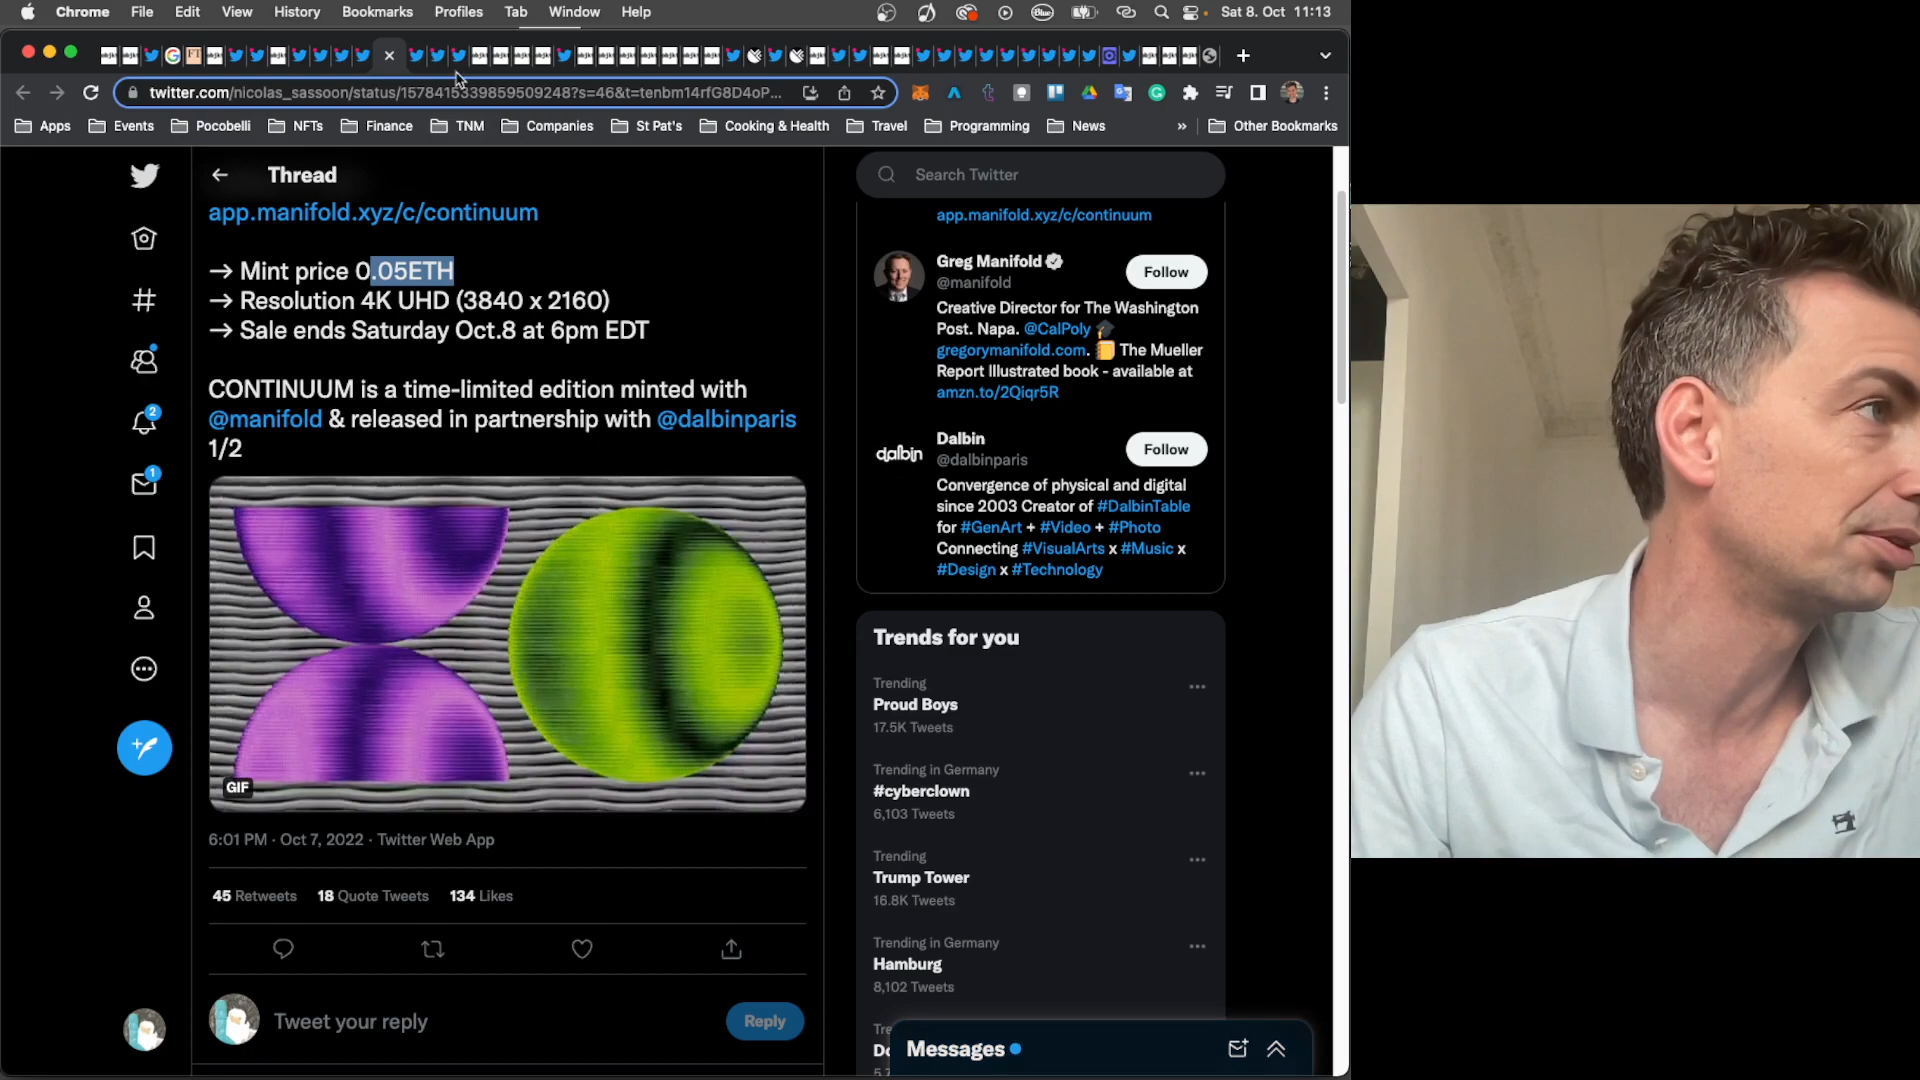 Chrome File Edit View History Bookmarks Profiles Tab Window Help
Blue
Sat 8. Oct 11:13
twitter.com/nicolas_sassoon/status/1578415339859509248?s=46&t=tenbm14rfG8D4oP...
Apps Events Pocobelli NFTs Finance TNM Companies St Pat's Cooking & Health Travel Programming News » Other Bookmarks
Thread
app.manifold.xyz/c/continuum
→ Mint price 0.05ETH
→ Resolution 4K UHD (3840 x 2160)
→ Sale ends Saturday Oct.8 at 6pm EDT
CONTINUUM is a time-limited edition minted with
@manifold & released in partnership with @dalbinparis
1/2
GIF
6:01 PM · Oct 7, 2022 · Twitter Web App
45 Retweets 18 Quote Tweets 134 Likes
Tweet your reply
Reply
2
1
Search Twitter
app.manifold.xyz/c/continuum
Greg Manifold
@manifold
Follow
Creative Director for The Washington
Post. Napa. @CalPoly
gregorymanifold.com. The Mueller
Report Illustrated book - available at
amzn.to/2Qiqr5R
dalbin
Dalbin
@dalbinparis
Follow
Convergence of physical and digital
since 2003 Creator of #DalbinTable
for #GenArt + #Video + #Photo
Connecting #VisualArts x #Music x
#Design x #Technology
Trends for you
Trending
Proud Boys
17.5K Tweets
Trending in Germany
#cyberclown
6,103 Tweets
Trending
Trump Tower
16.8K Tweets
Trending in Germany
Hamburg
8,102 Tweets
Messages